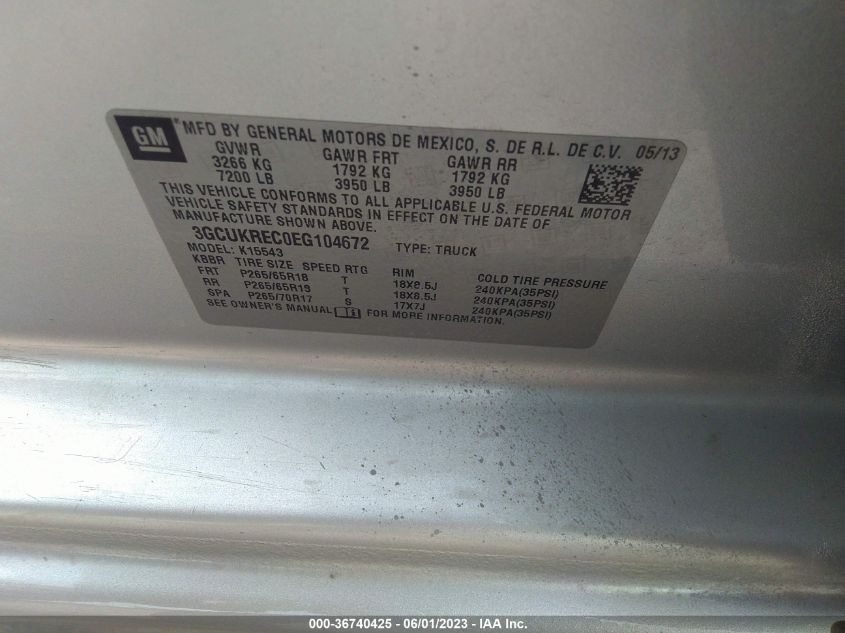 GM
MFD BY GENERAL MOTORS DE MEXICO, S. DE R.L. DE C.V. 05/13
GVWR GAWR FRT GAWR RR
3266 KG 1792 KG 1792 KG
7200 LB 3950 LB 3950 LB
THIS VEHICLE CONFORMS TO ALL APPLICABLE U.S. FEDERAL MOTOR
VEHICLE SAFETY STANDARDS IN EFFECT ON THE DATE OF
MANUFACTURE SHOWN ABOVE.
3GCUKREC0EG104672 TYPE: TRUCK
MODEL: K15543
KBBR TIRE SIZE SPEED RTG RIM COLD TIRE PRESSURE
FRT P265/65R18 T 18X8.5J 240KPA(35PSI)
RR P265/65R18 T 18X8.5J 240KPA(35PSI)
SPA P265/70R17 S 17X7J 240KPA(35PSI)
SEE OWNER'S MANUAL FOR MORE INFORMATION.
000-36740425 - 06/01/2023 - IAA Inc.